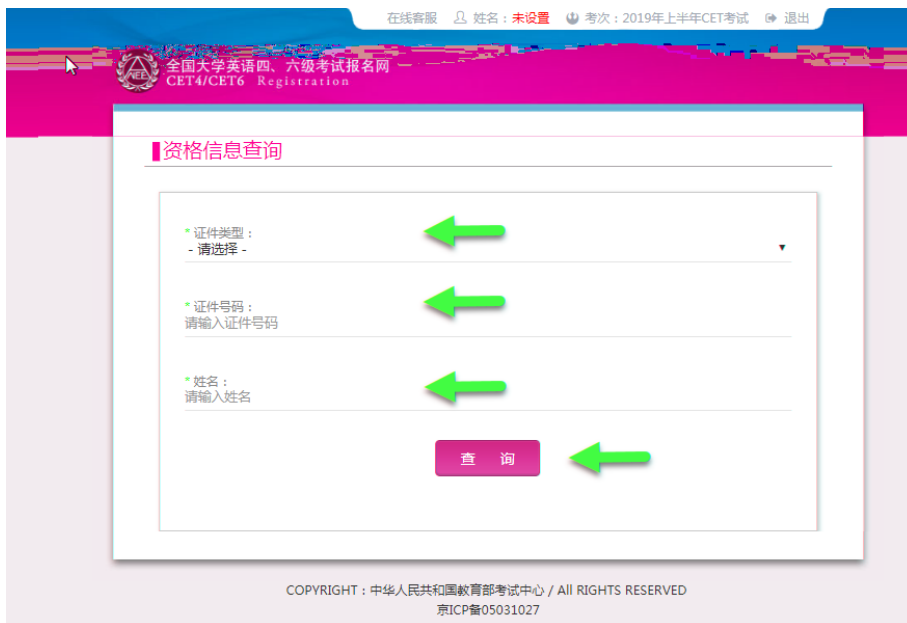 在线客服 姓名：未设置 考次：2019年上半年CET考试 退出
NEE
全国大学英语四、六级考试报名网
CET4/CET6 Registration
资格信息查询
* 证件类型：
- 请选择 -
* 证件号码：
请输入证件号码
* 姓名：
请输入姓名
查 询
COPYRIGHT：中华人民共和国教育部考试中心 / All RIGHTS RESERVED
京ICP备05031027